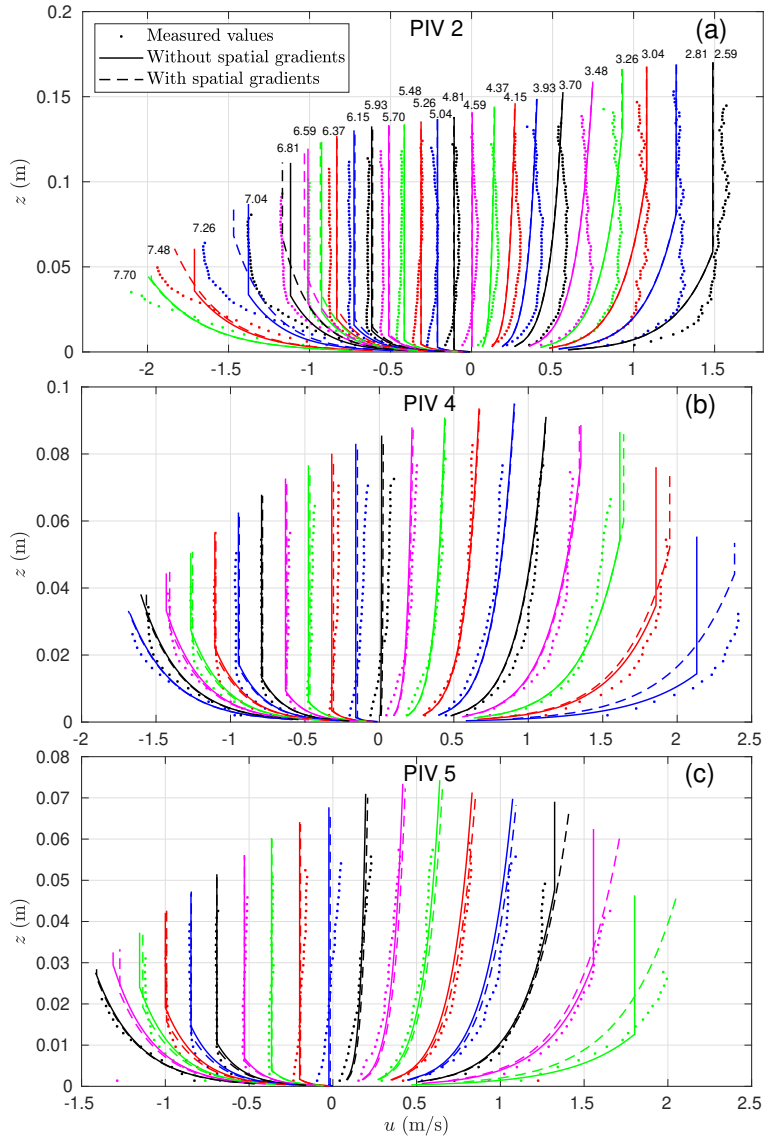 PIV 2
(a)
Measured values
Without spatial gradients
With spatial gradients
0.2
0.15
0.1
0.05
0
z (m)
7.70
7.48
7.26
7.04
6.81
6.59
6.37
6.15
5.93
5.70
5.48
5.26
5.04
4.81
4.59
4.37
4.15
3.93
3.70
3.48
3.26
3.04
2.81
2.59
-2 -1.5 -1 -0.5 0 0.5 1 1.5
PIV 4
(b)
0.1
0.08
0.06
0.04
0.02
0
z (m)
-2 -1.5 -1 -0.5 0 0.5 1 1.5 2 2.5
PIV 5
(c)
0.08
0.07
0.06
0.05
0.04
0.03
0.02
0.01
0
z (m)
-1.5 -1 -0.5 0 0.5 1 1.5 2 2.5
u (m/s)